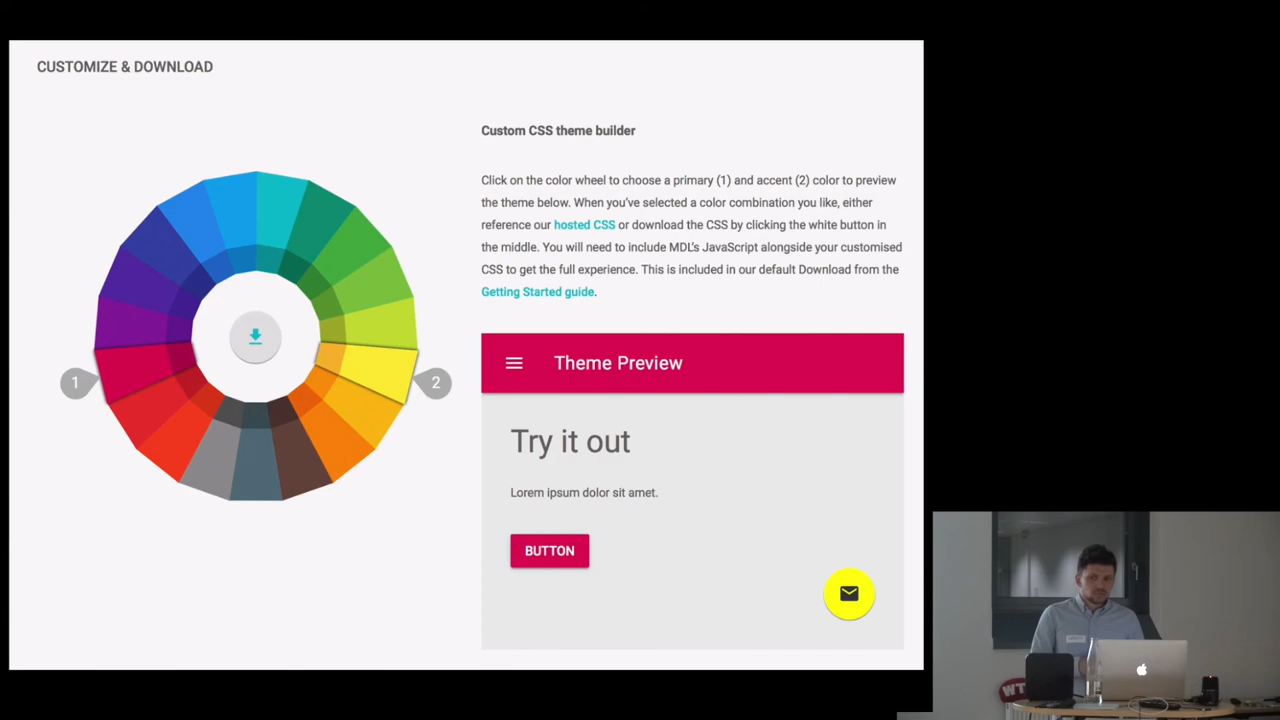 CUSTOMIZE & DOWNLOAD
Custom CSS theme builder
Click on the color wheel to choose a primary (1) and accent (2) color to preview
the theme below. When you've selected a color combination you like, either
reference our hosted CSS or download the CSS by clicking the white button in
the middle. You will need to include MDL's JavaScript alongside your customised
CSS to get the full experience. This is included in our default Download from the
Getting Started guide.
1
2
Theme Preview
Try it out
Lorem ipsum dolor sit amet.
BUTTON
WT